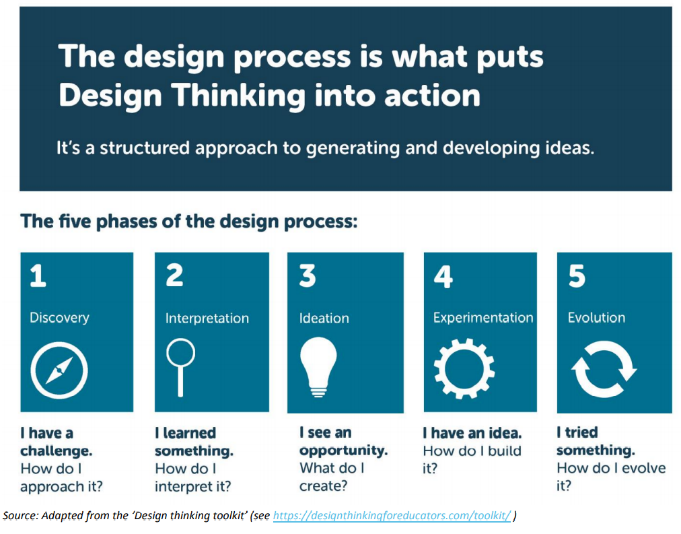 The design process is what puts
Design Thinking into action
It's a structured approach to generating and developing ideas.
The five phases of the design process:
1
Discovery
I have a
challenge.
How do I
approach it?
2
Interpretation
I learned
something.
How do I
interpret it?
3
Ideation
I see an
opportunity.
What do I
create?
4
Experimentation
I have an idea.
How do I build
it?
5
Evolution
I tried
something.
How do I evolve
it?
Source: Adapted from the ‘Design thinking toolkit’ (see https://designthinkingforeducators.com/toolkit/ )